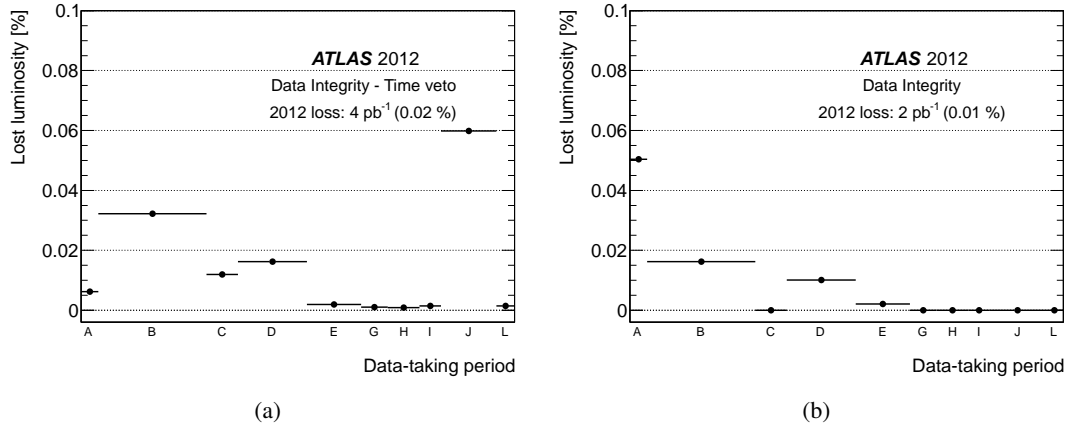 Lost luminosity [%]
0.1
0.08
0.06
0.04
0.02
0
ATLAS 2012
Data Integrity - Time veto
2012 loss: 4 pb⁻¹ (0.02 %)
A B C D E G H I J L
Data-taking period
(a)
Lost luminosity [%]
0.1
0.08
0.06
0.04
0.02
0
ATLAS 2012
Data Integrity
2012 loss: 2 pb⁻¹ (0.01 %)
A B C D E G H I J L
Data-taking period
(b)